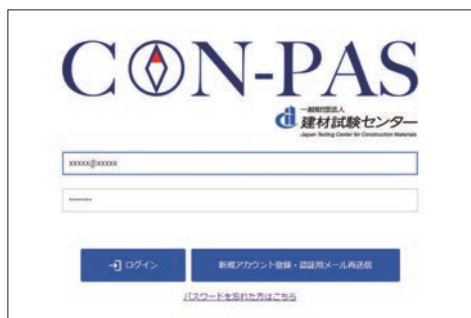 CON-PAS
一般財団法人
建材試験センター
Japan Testing Center for Construction Materials
xxxxx@xxxxx
••••••••
ログイン
新規アカウント登録・認証用メール再送信
パスワードを忘れた方はこちら